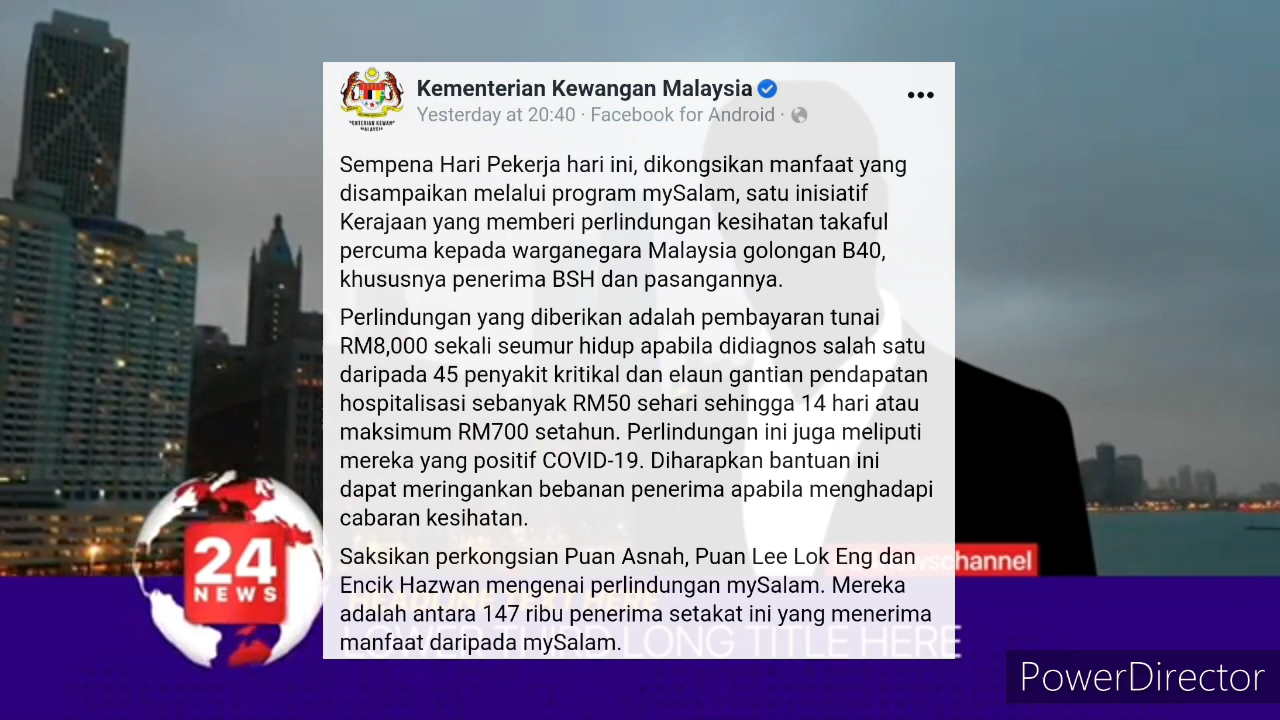 Kementerian Kewangan Malaysia
Yesterday at 20:40 · Facebook for Android ·
Sempena Hari Pekerja hari ini, dikongsikan manfaat yang
disampaikan melalui program mySalam, satu inisiatif
Kerajaan yang memberi perlindungan kesihatan takaful
percuma kepada warganegara Malaysia golongan B40,
khususnya penerima BSH dan pasangannya.
Perlindungan yang diberikan adalah pembayaran tunai
RM8,000 sekali seumur hidup apabila didiagnos salah satu
daripada 45 penyakit kritikal dan elaun gantian pendapatan
hospitalisasi sebanyak RM50 sehari sehingga 14 hari atau
maksimum RM700 setahun. Perlindungan ini juga meliputi
mereka yang positif COVID-19. Diharapkan bantuan ini
dapat meringankan bebanan penerima apabila menghadapi
cabaran kesihatan.
Saksikan perkongsian Puan Asnah, Puan Lee Lok Eng dan
Encik Hazwan mengenai perlindungan mySalam. Mereka
adalah antara 147 ribu penerima setakat ini yang menerima
manfaat daripada mySalam.
24
NEWS
LOWER THIRD LONG TITLE HERE
PowerDirector